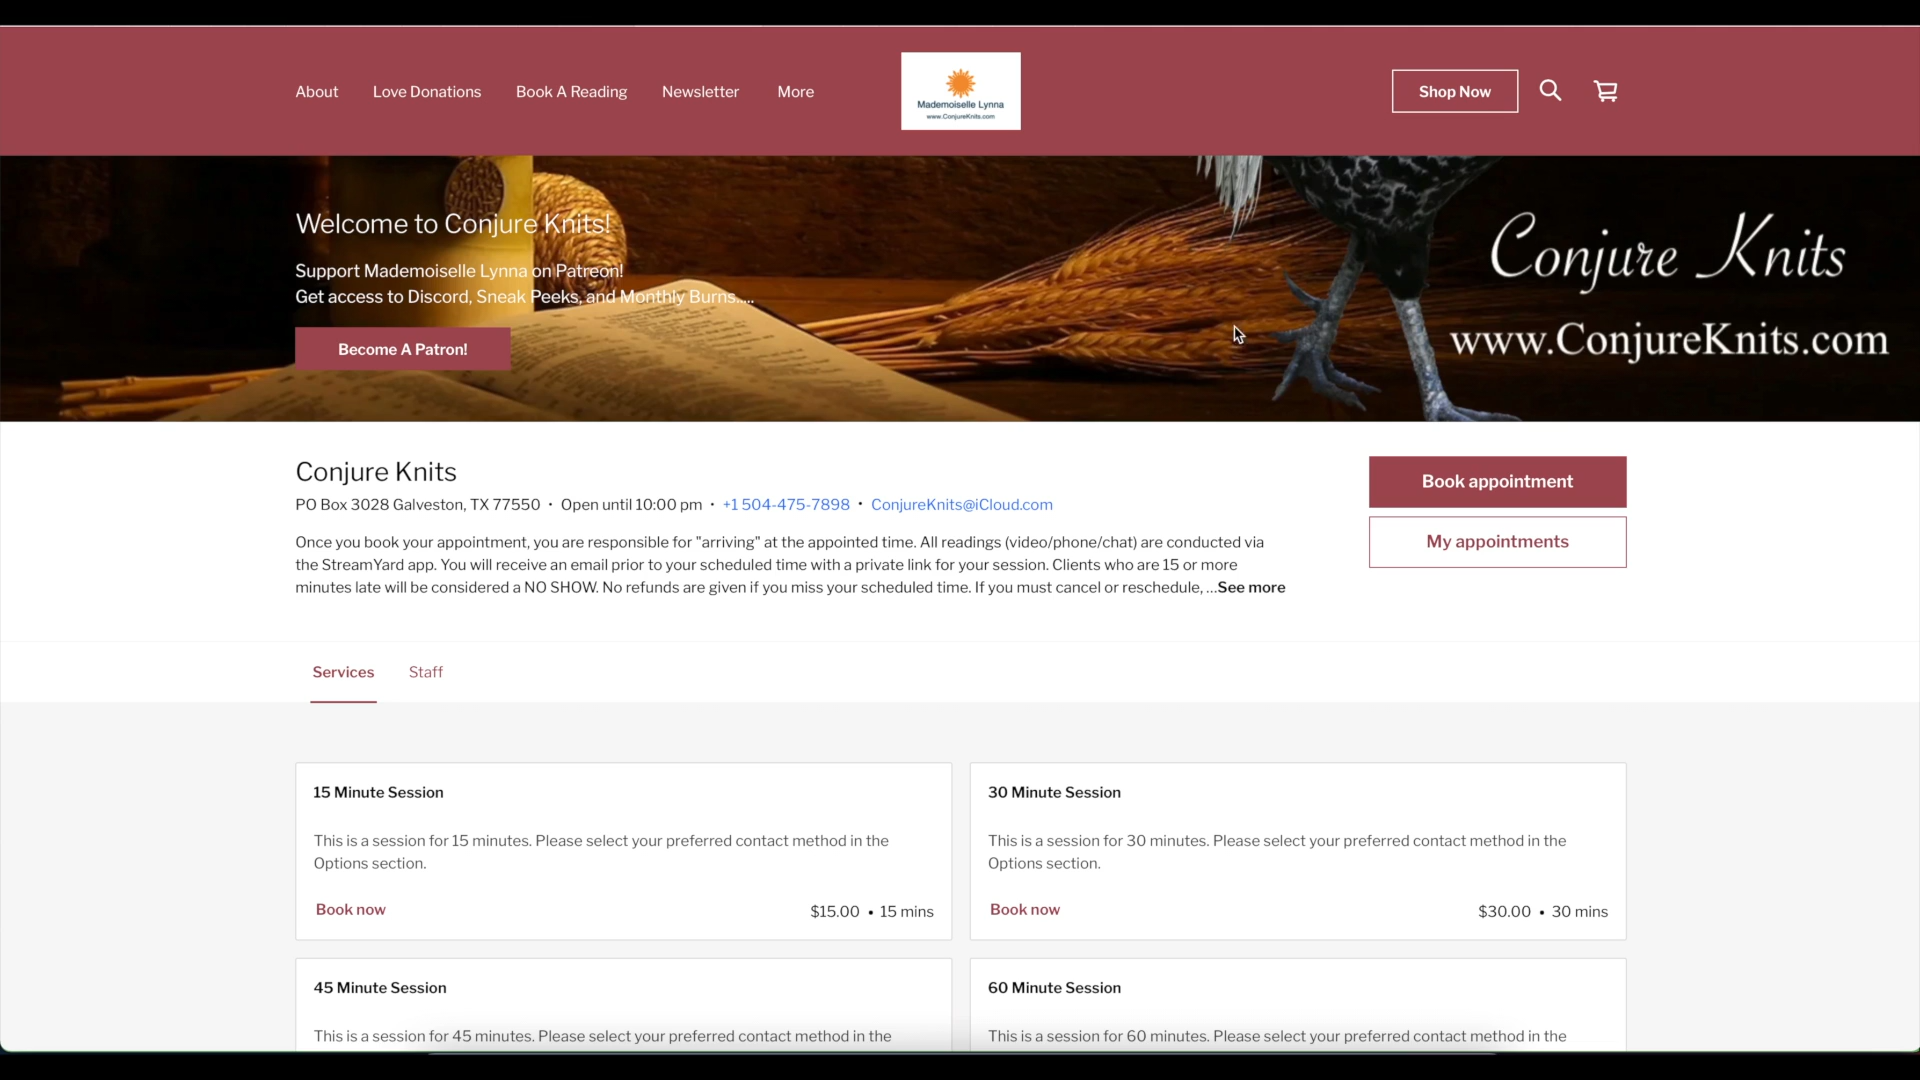 About
Love Donations
Book A Reading
Newsletter
More
Mademoiselle Lynna
www.ConjureKnits.com
Shop Now
Welcome to Conjure Knits!
Support Mademoiselle Lynna on Patreon!
Get access to Discord, Sneak Peeks, and Monthly Burns.....
Become A Patron!
Conjure Knits
www.ConjureKnits.com
Conjure Knits
PO Box 3028 Galveston, TX 77550 • Open until 10:00 pm • +1 504-475-7898 • ConjureKnits@iCloud.com
Once you book your appointment, you are responsible for "arriving" at the appointed time. All readings (video/phone/chat) are conducted via
the StreamYard app. You will receive an email prior to your scheduled time with a private link for your session. Clients who are 15 or more
minutes late will be considered a NO SHOW. No refunds are given if you miss your scheduled time. If you must cancel or reschedule, ...See more
Book appointment
My appointments
Services
Staff
15 Minute Session
This is a session for 15 minutes. Please select your preferred contact method in the
Options section.
Book now
$15.00 • 15 mins
30 Minute Session
This is a session for 30 minutes. Please select your preferred contact method in the
Options section.
Book now
$30.00 • 30 mins
45 Minute Session
This is a session for 45 minutes. Please select your preferred contact method in the
60 Minute Session
This is a session for 60 minutes. Please select your preferred contact method in the